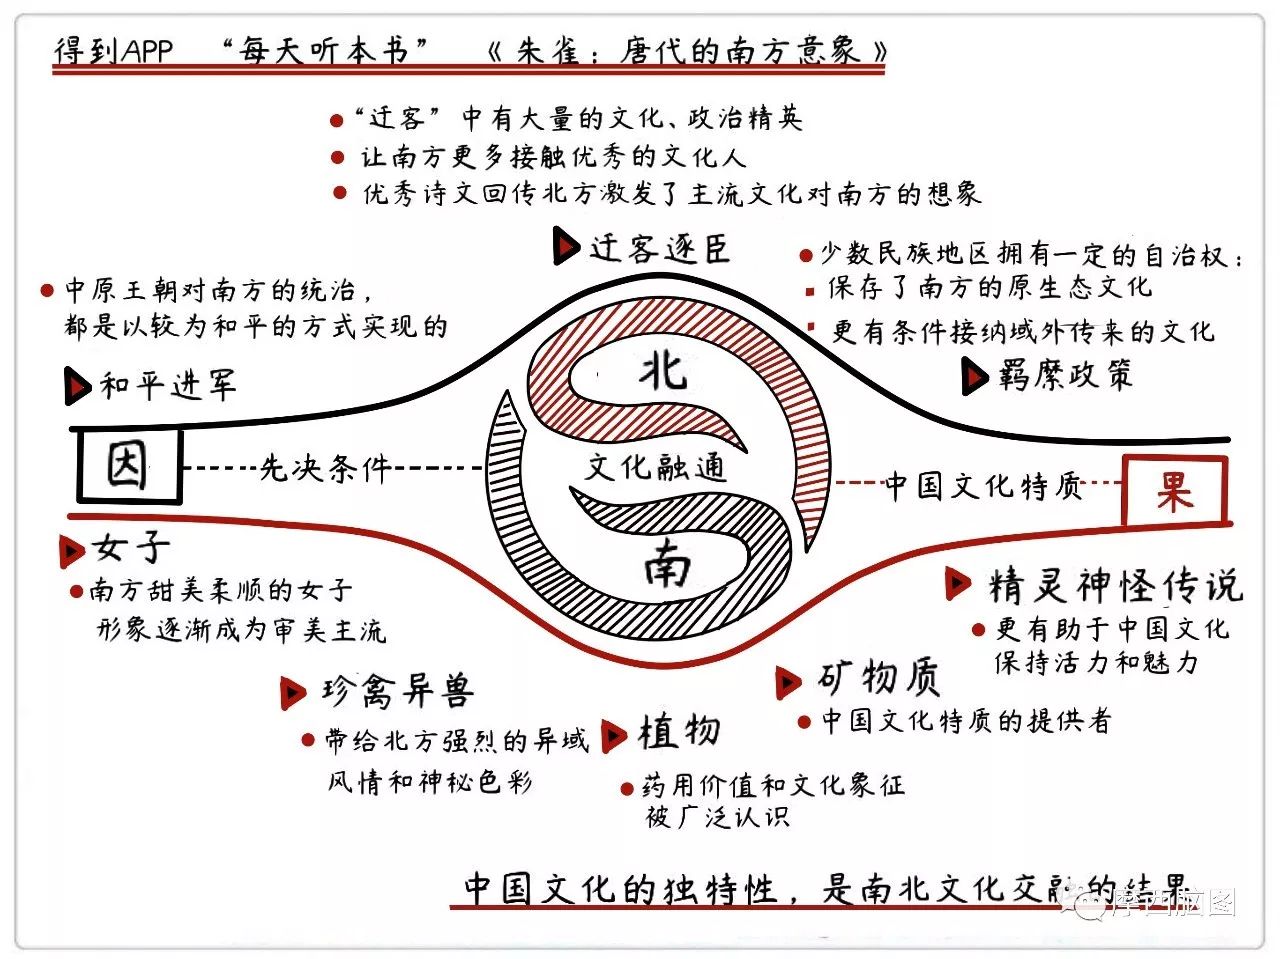 得到APP “每天听本书” 《朱雀：唐代的南方意象》
“迁客”中有大量的文化、政治精英
让南方更多接触优秀的文化人
优秀诗文回传北方激发了主流文化对南方的想象
迁客逐臣
少数民族地区拥有一定的自治权：
保存了南方的原生态文化
更有条件接纳域外传来的文化
羁縻政策
中原王朝对南方的统治，
都是以较为和平的方式实现的
和平进军
北
因
先决条件
文化融通
中国文化特质
果
南
女子
南方甜美柔顺的女子
形象逐渐成为审美主流
精灵神怪传说
更有助于中国文化
保持活力和魅力
珍禽异兽
带给北方强烈的异域
风情和神秘色彩
矿物质
中国文化特质的提供者
植物
药用价值和文化象征
被广泛认识
中国文化的独特性，是南北文化交融的结果
摩西脑图